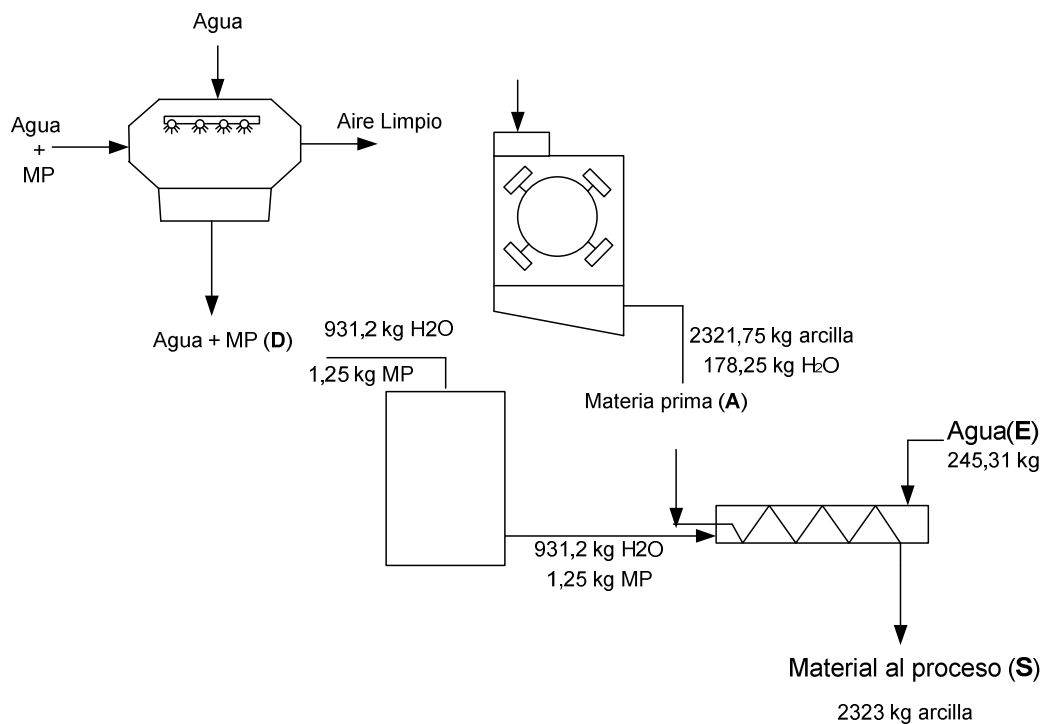 Agua
Agua
+
MP
Aire Limpio
Agua + MP (D)
931,2 kg H2O
1,25 kg MP
2321,75 kg arcilla
178,25 kg H2O
Materia prima (A)
Agua(E)
245,31 kg
931,2 kg H2O
1,25 kg MP
Material al proceso (S)
2323 kg arcilla